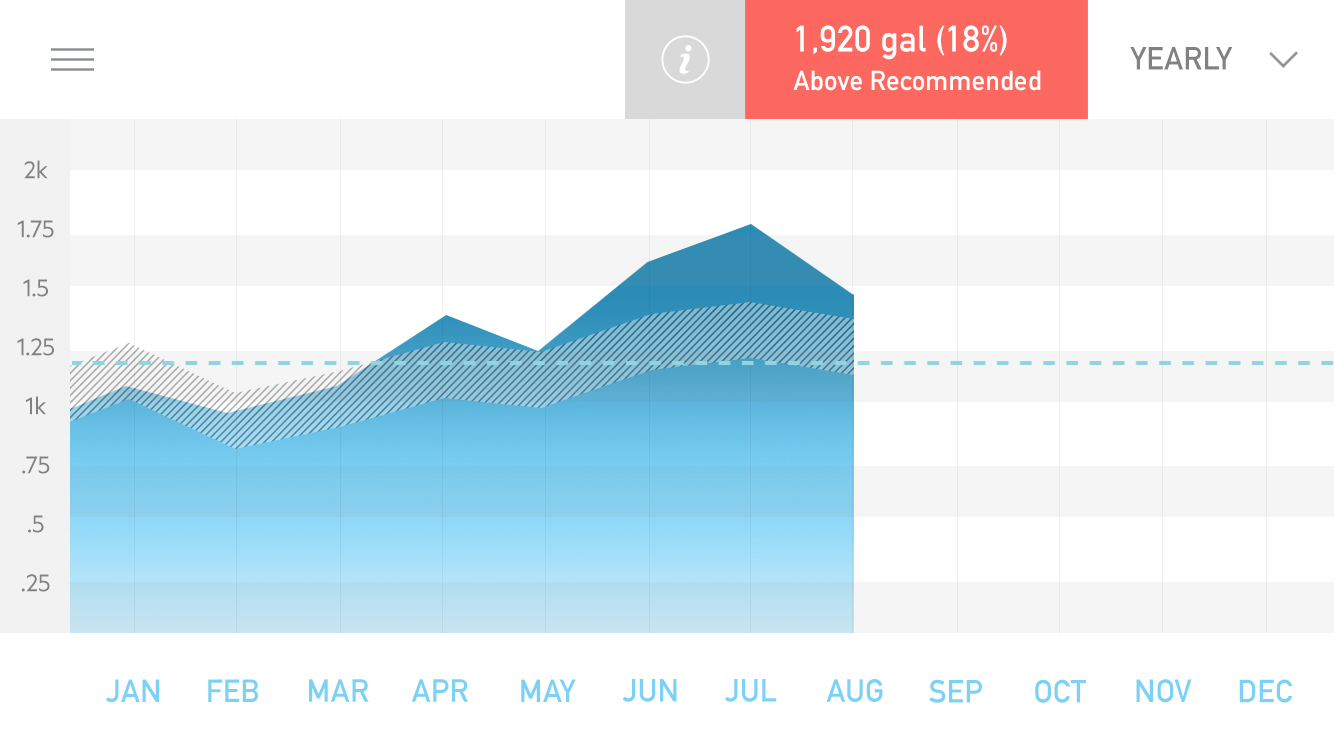 i
1,920 gal (18%)
Above Recommended
YEARLY
2k
1.75
1.5
1.25
1k
.75
.5
.25
JAN FEB MAR APR MAY JUN JUL AUG SEP OCT NOV DEC